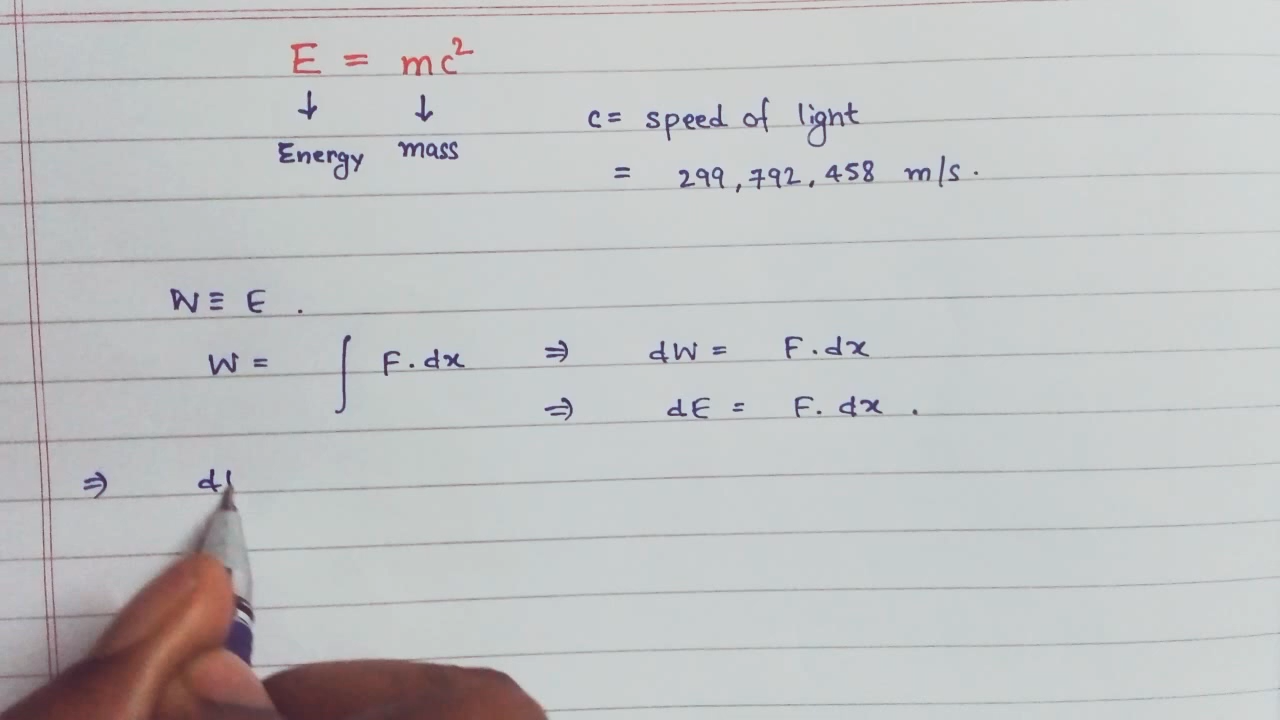 E = mc²
↓ ↓
Energy mass
c = speed of light
= 299,792,458 m/s.
W ≡ E .
W = ∫ F.dx ⇒ dW = F.dx
⇒ dE = F. dx .
⇒ d